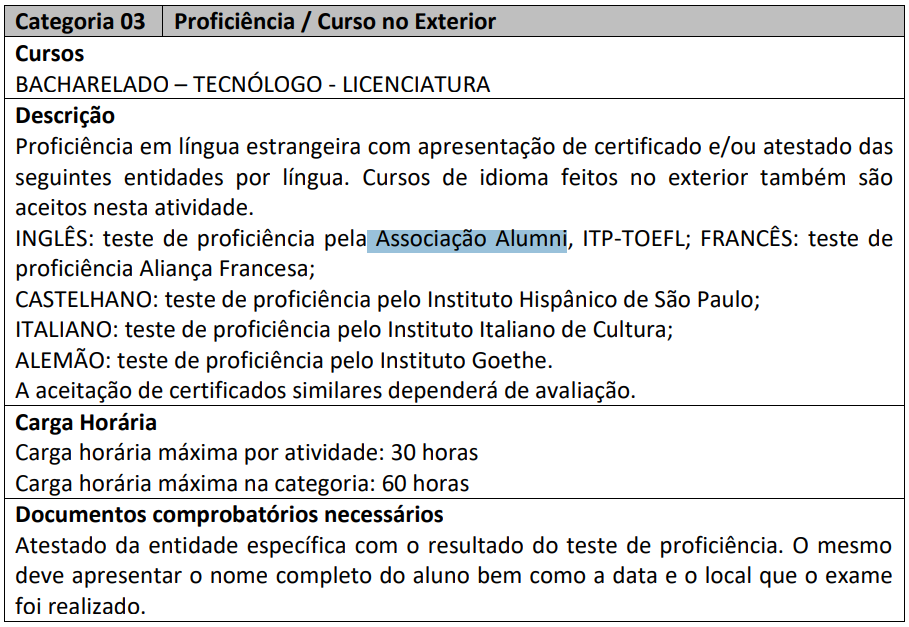 Categoria 03 Proficiência / Curso no Exterior
Cursos
BACHARELADO – TECNÓLOGO - LICENCIATURA
Descrição
Proficiência em língua estrangeira com apresentação de certificado e/ou atestado das
seguintes entidades por língua. Cursos de idioma feitos no exterior também são
aceitos nesta atividade.
INGLÊS: teste de proficiência pela Associação Alumni, ITP-TOEFL; FRANCÊS: teste de
proficiência Aliança Francesa;
CASTELHANO: teste de proficiência pelo Instituto Hispânico de São Paulo;
ITALIANO: teste de proficiência pelo Instituto Italiano de Cultura;
ALEMÃO: teste de proficiência pelo Instituto Goethe.
A aceitação de certificados similares dependerá de avaliação.
Carga Horária
Carga horária máxima por atividade: 30 horas
Carga horária máxima na categoria: 60 horas
Documentos comprobatórios necessários
Atestado da entidade específica com o resultado do teste de proficiência. O mesmo
deve apresentar o nome completo do aluno bem como a data e o local que o exame
foi realizado.